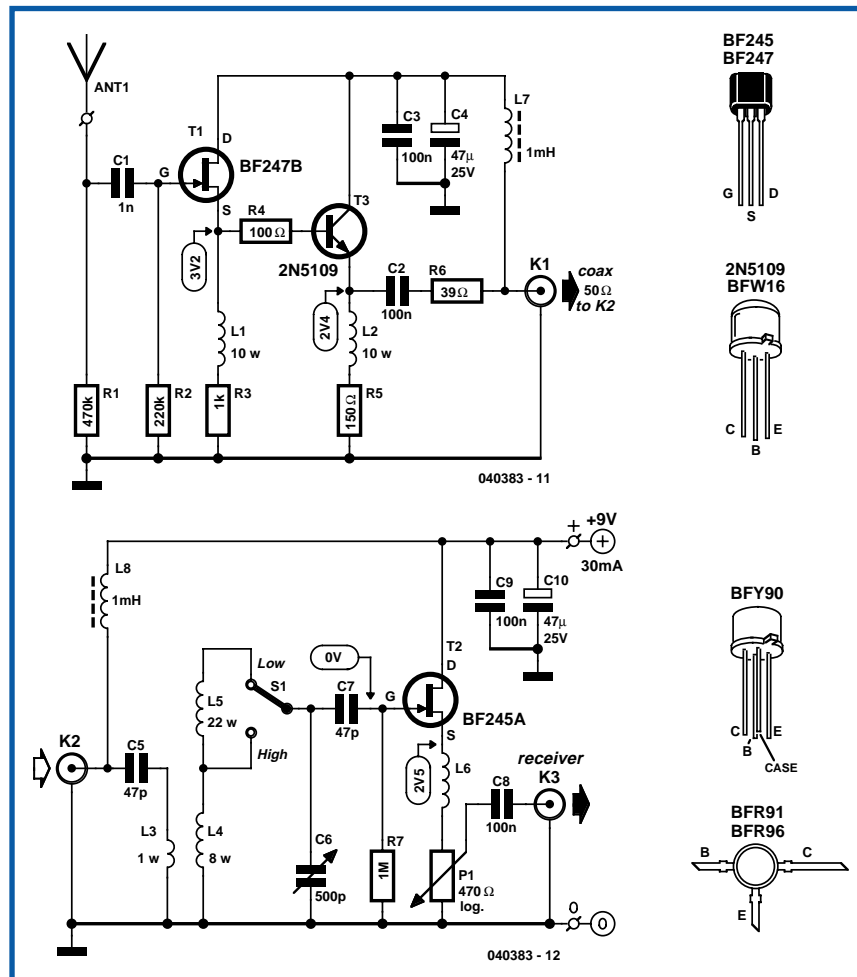 ANT1
C1
1n
T1
D
G
S
BF247B
R4
100Ω
3V2
2N5109
T3
2V4
C3
100n
C4
47µ
25V
L7
1mH
C2
100n
R6
39Ω
K1
coax
50Ω
to K2
L1
10 w
L2
10 w
R1
470k
R2
220k
R3
1k
R5
150Ω
040383 - 11
BF245
BF247
G
S
D
2N5109
BFW16
C
B
E
L8
1mH
+
+9V
30mA
C9
100n
C10
47µ
25V
Low
S1
High
L5
22 w
0V
C7
47p
T2
D
G
S
BF245A
2V5
L6
receiver
K3
C8
100n
K2
C5
47p
L3
1 w
L4
8 w
C6
500p
R7
1M
P1
470Ω
log.
0
0
040383 - 12
BFY90
C
B
E
CASE
BFR91
BFR96
B
C
E